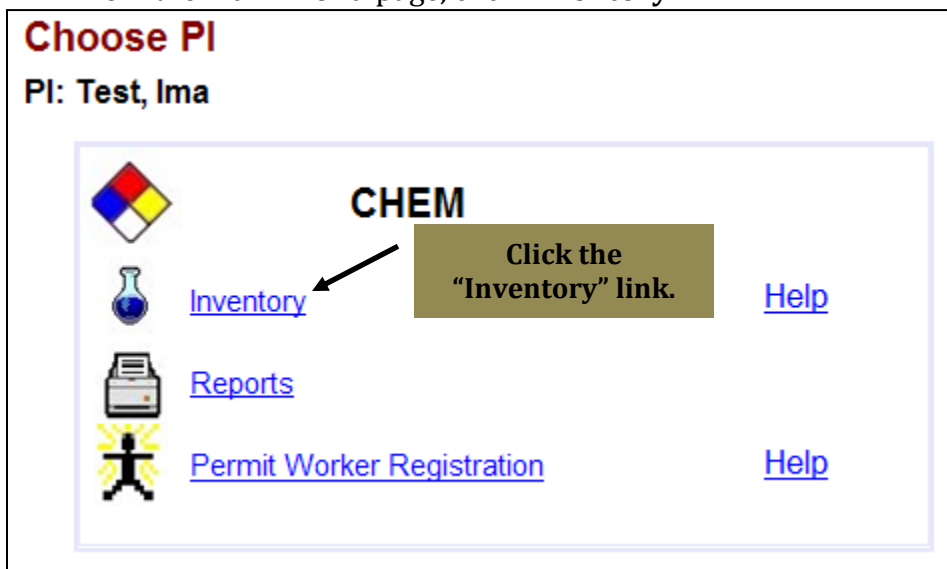 Choose PI
PI: Test, Ima
CHEM
Click the
“Inventory” link.
Inventory
Help
Reports
Permit Worker Registration
Help